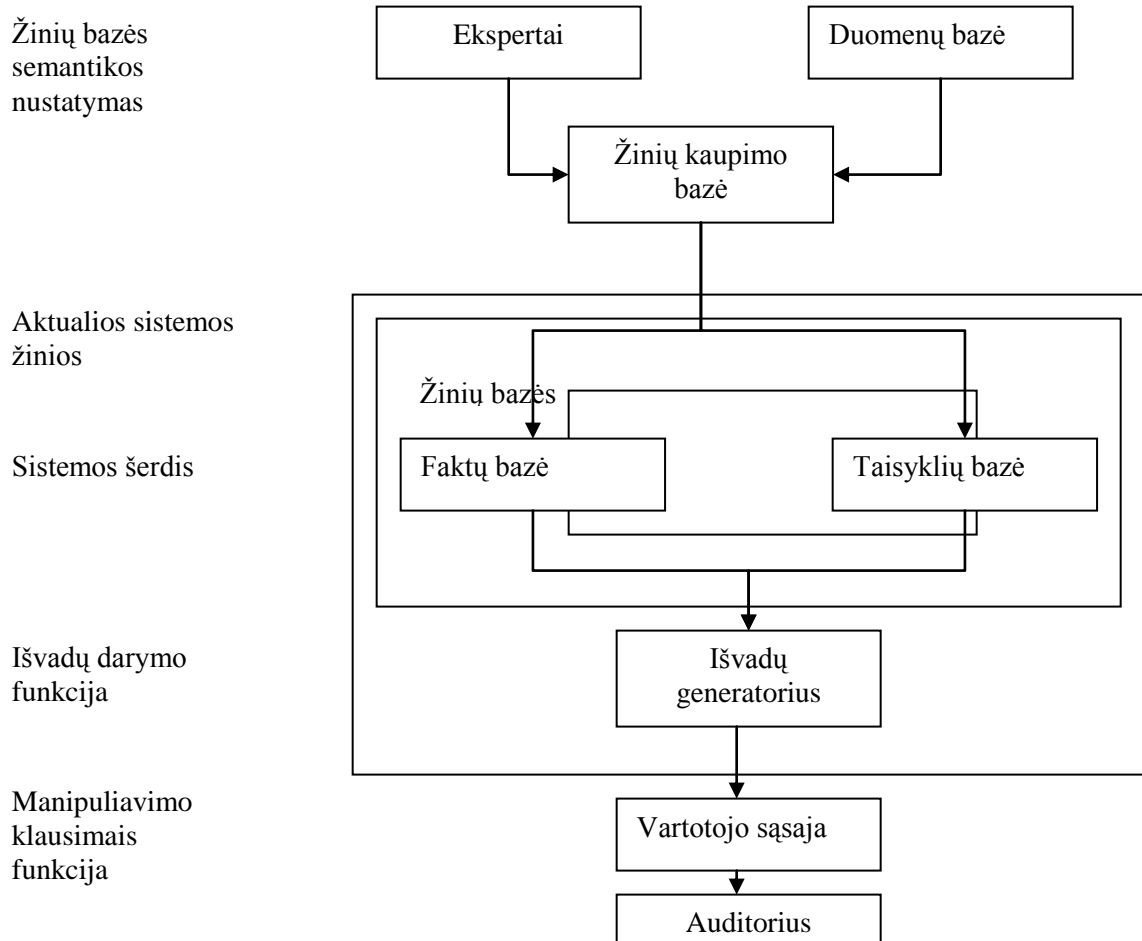 Žinių bazės
semantikos
nustatymas
Ekspertai
Duomenų bazė
Žinių kaupimo
bazė
Aktualios sistemos
žinios
Žinių bazės
Sistemos šerdis
Faktų bazė
Taisyklių bazė
Išvadų darymo
funkcija
Išvadų
generatorius
Manipuliavimo
klausimais
funkcija
Vartotojo sąsaja
Auditorius